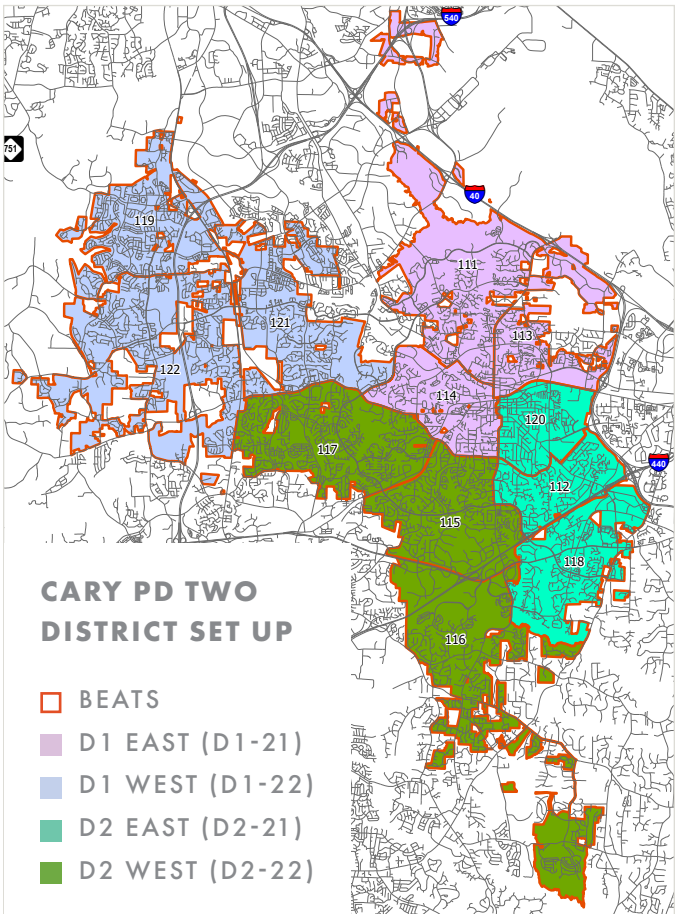 540
751
40
119
111
121
113
122
114
120
117
440
112
115
118
116
CARY PD TWO
DISTRICT SET UP
BEATS
D1 EAST (D1-21)
D1 WEST (D1-22)
D2 EAST (D2-21)
D2 WEST (D2-22)